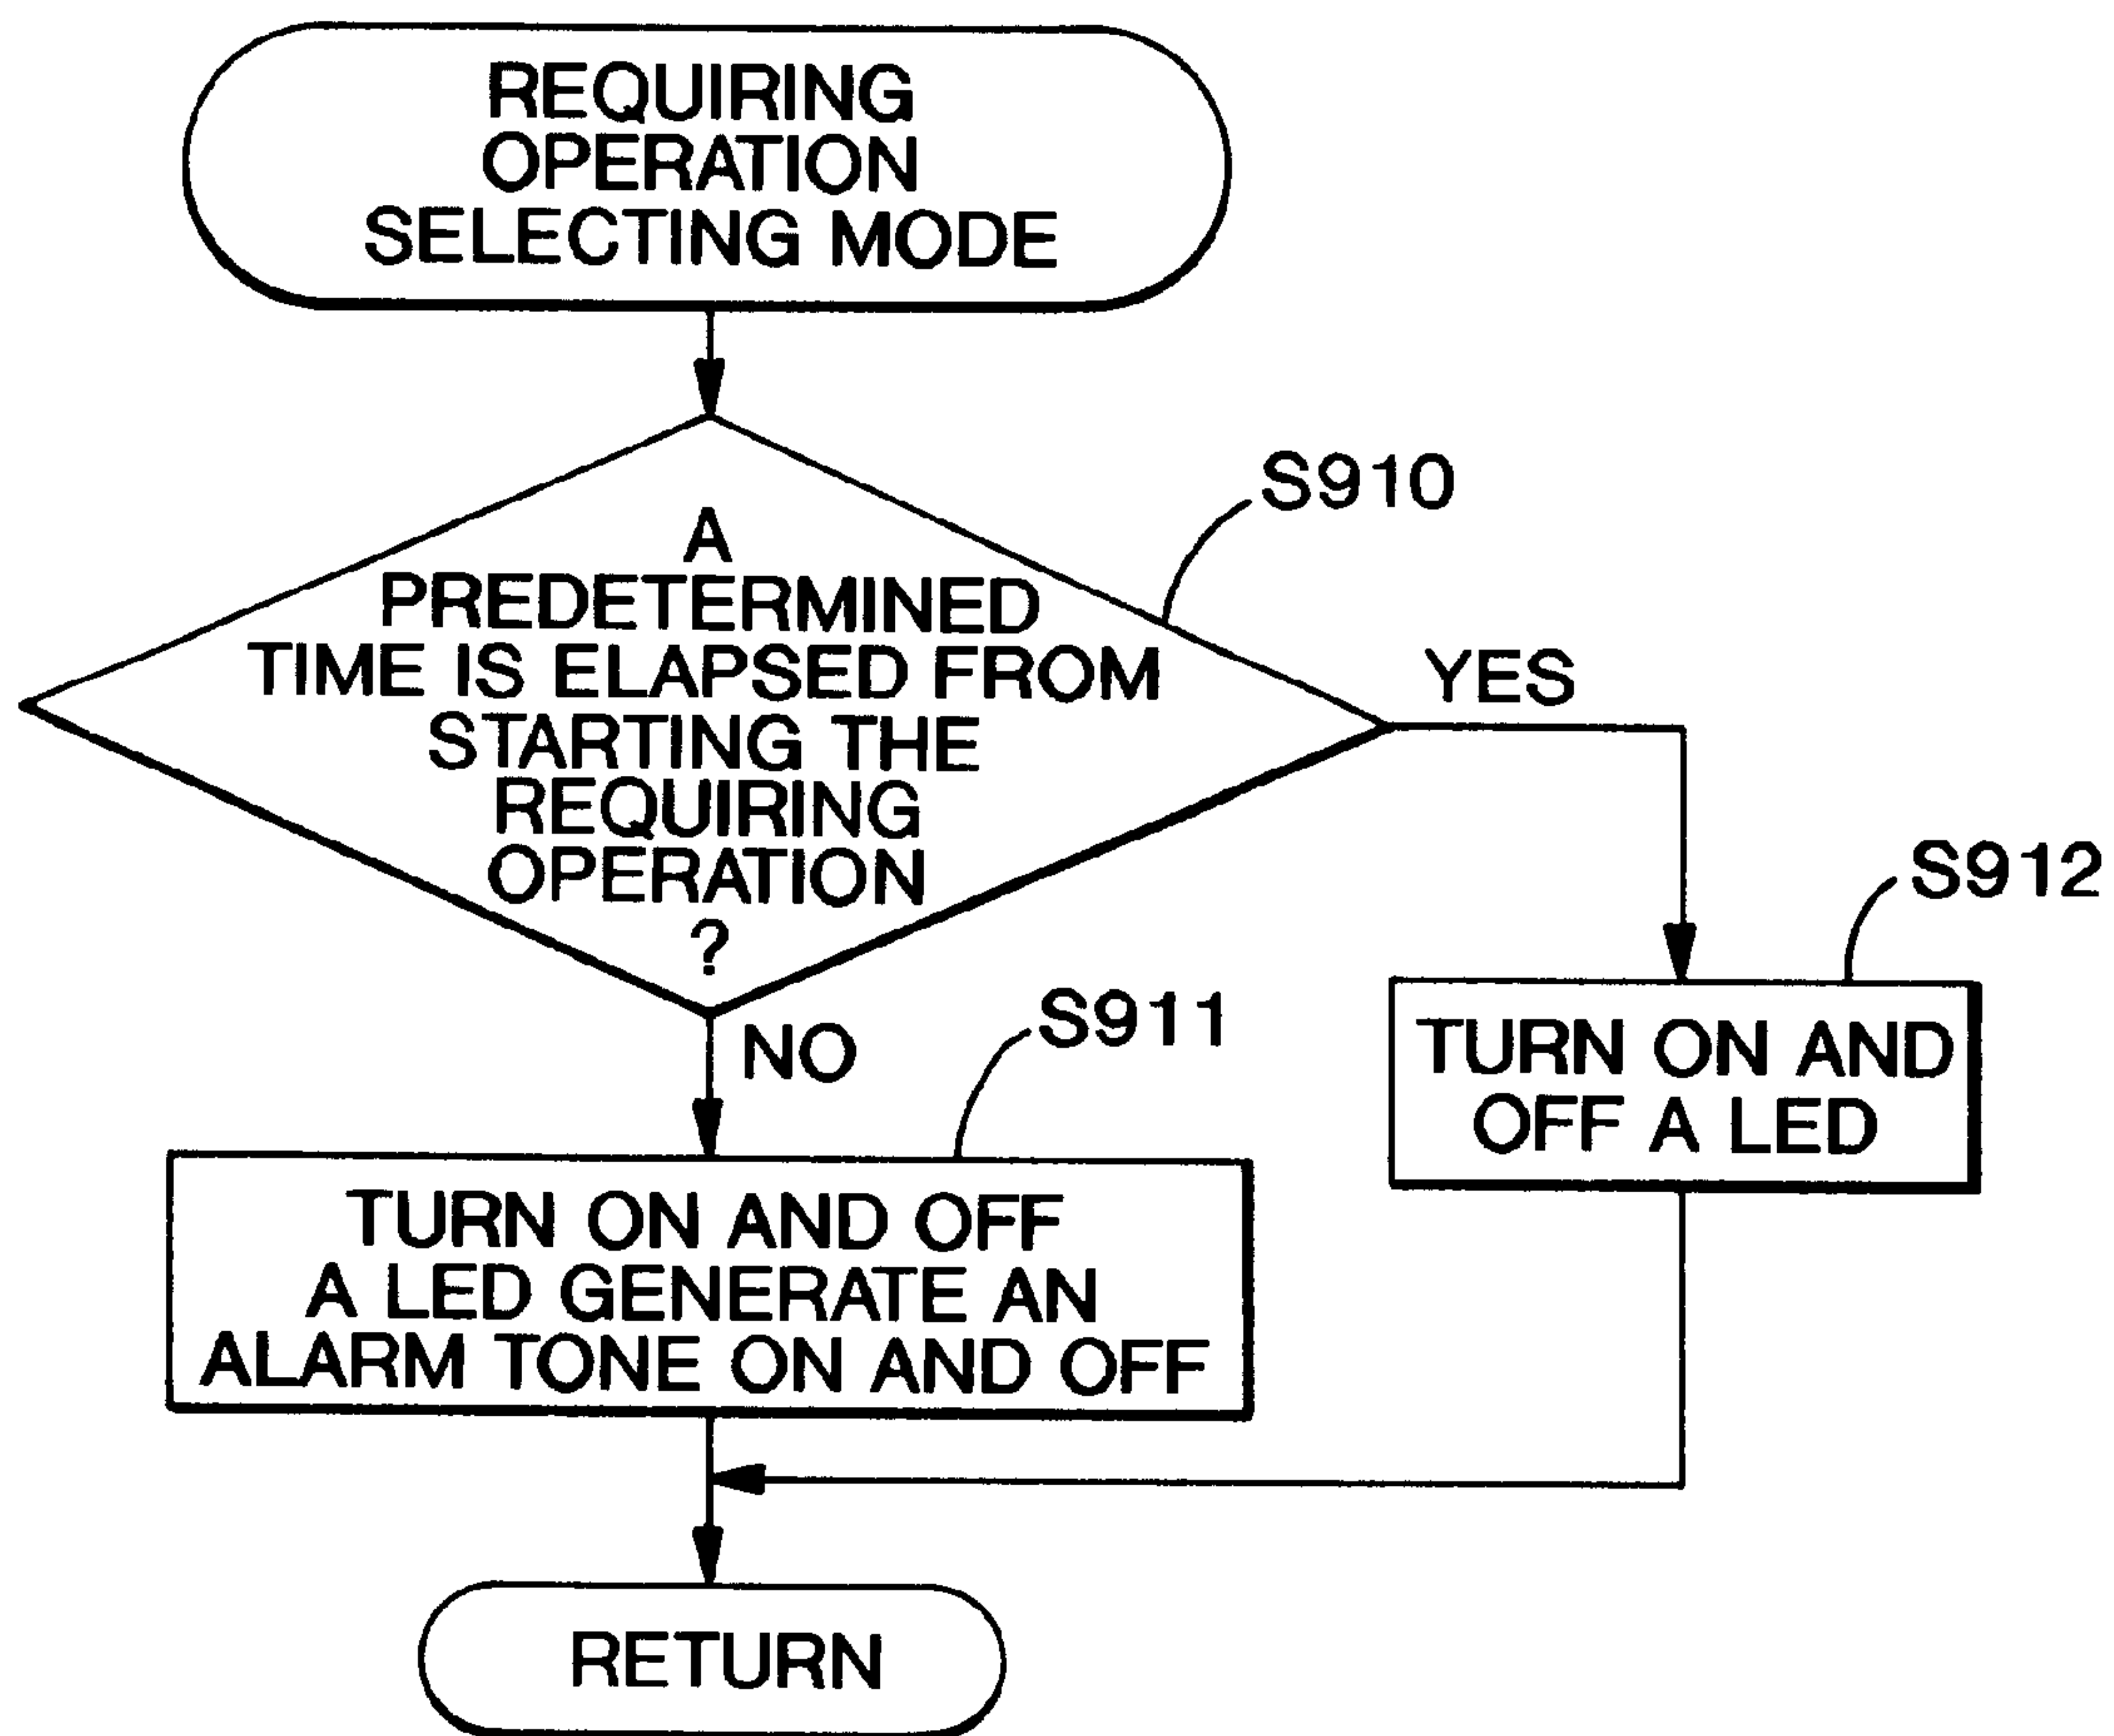 REQUIRING
OPERATION
SELECTING MODE
S910
A
PREDETERMINED
TIME IS ELAPSED FROM
STARTING THE
REQUIRING
OPERATION
?
YES
S912
TURN ON AND
OFF A LED
NO
S911
TURN ON AND OFF
A LED GENERATE AN
ALARM TONE ON AND OFF
RETURN